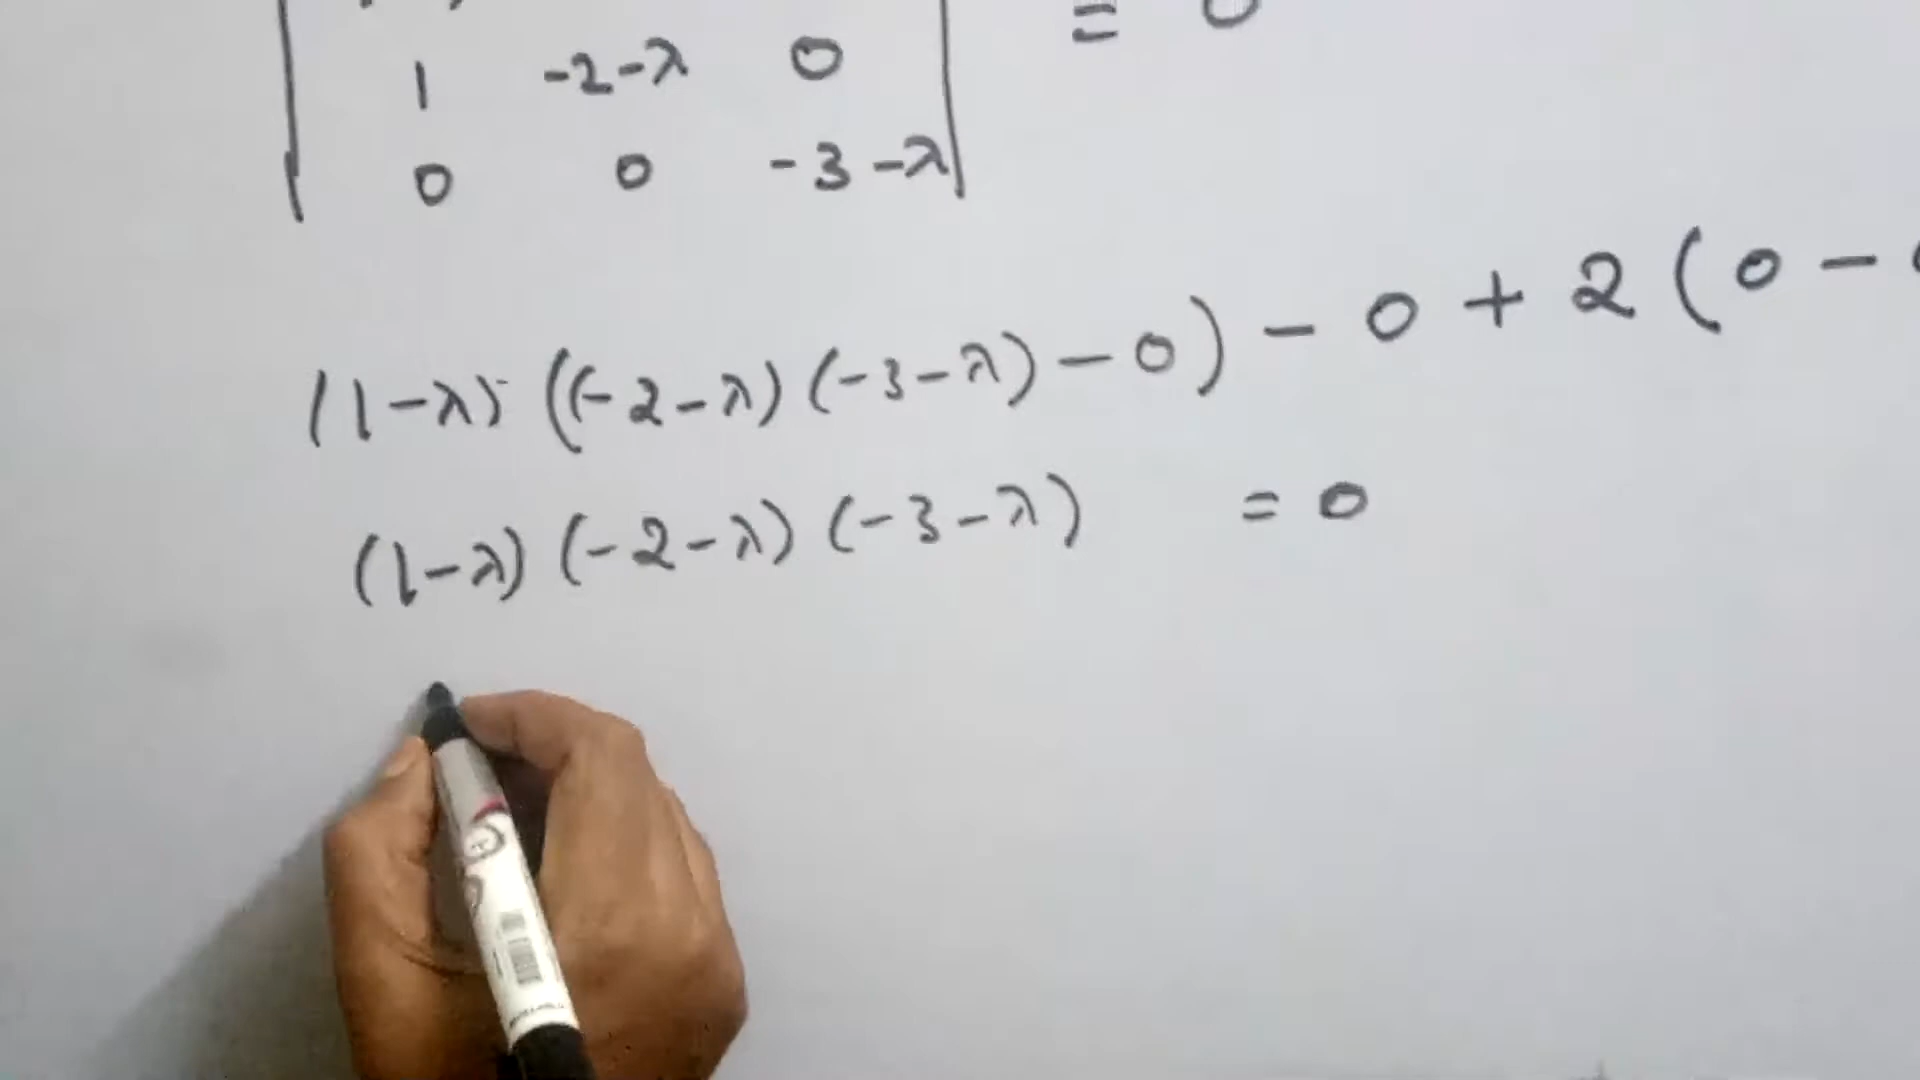 = 0
1 -2-λ 0
0 0 -3-λ
(1-λ) ((-2-λ)(-3-λ)-0) - 0 + 2(0-
(1-λ)(-2-λ)(-3-λ) = 0